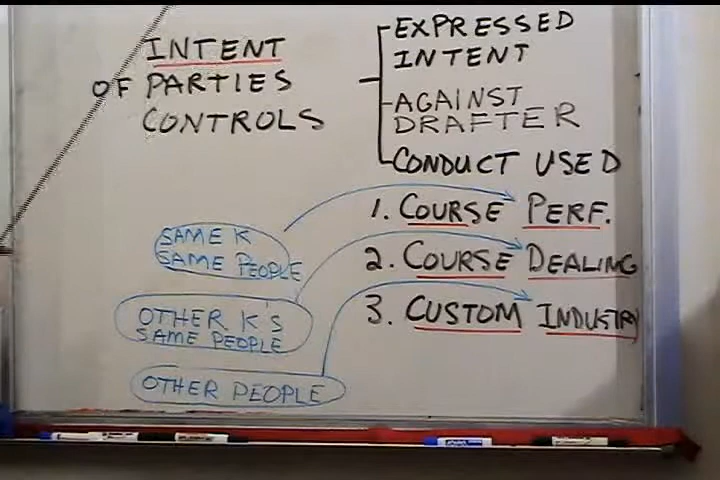 INTENT
OF PARTIES
CONTROLS
EXPRESSED
INTENT
AGAINST
DRAFTER
CONDUCT USED
1. COURSE PERF.
2. COURSE DEALING
3. CUSTOM INDUSTRY
SAME K
SAME PEOPLE
OTHER K'S
SAME PEOPLE
OTHER PEOPLE